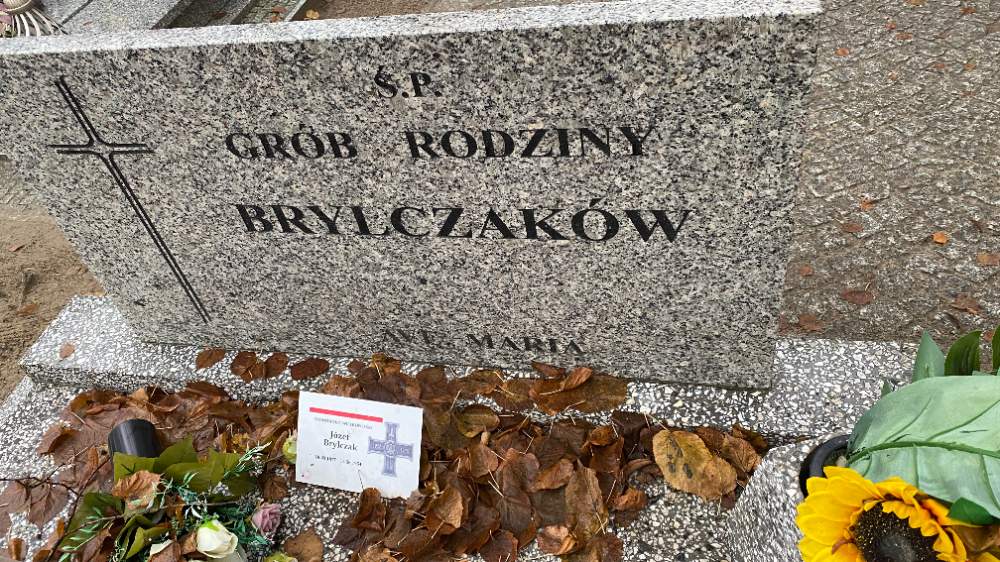 Ś.P.
GRÓB RODZINY
BRYLCZAKÓW
AVE MARIA
Józef
Brylczak